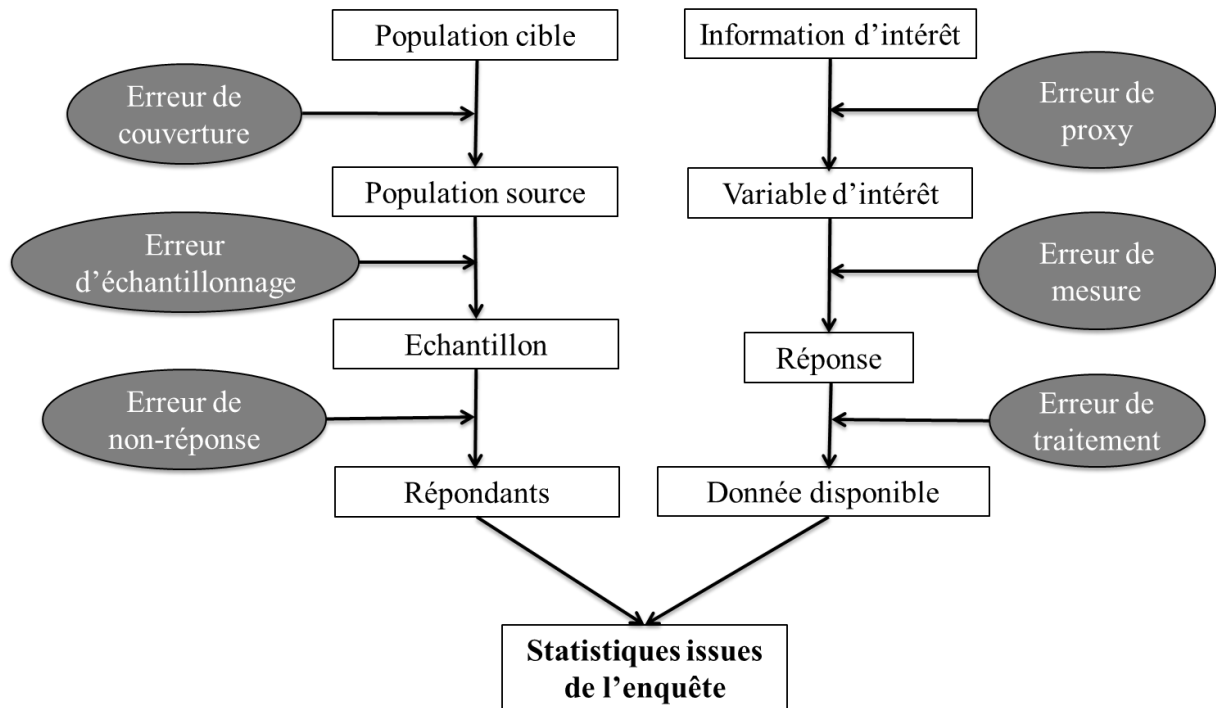 Population cible
Information d'intérêt
Erreur de
couverture
Erreur de
proxy
Population source
Variable d'intérêt
Erreur
d'échantillonnage
Erreur de
mesure
Echantillon
Réponse
Erreur de
non-réponse
Erreur de
traitement
Répondants
Donnée disponible
Statistiques issues
de l'enquête